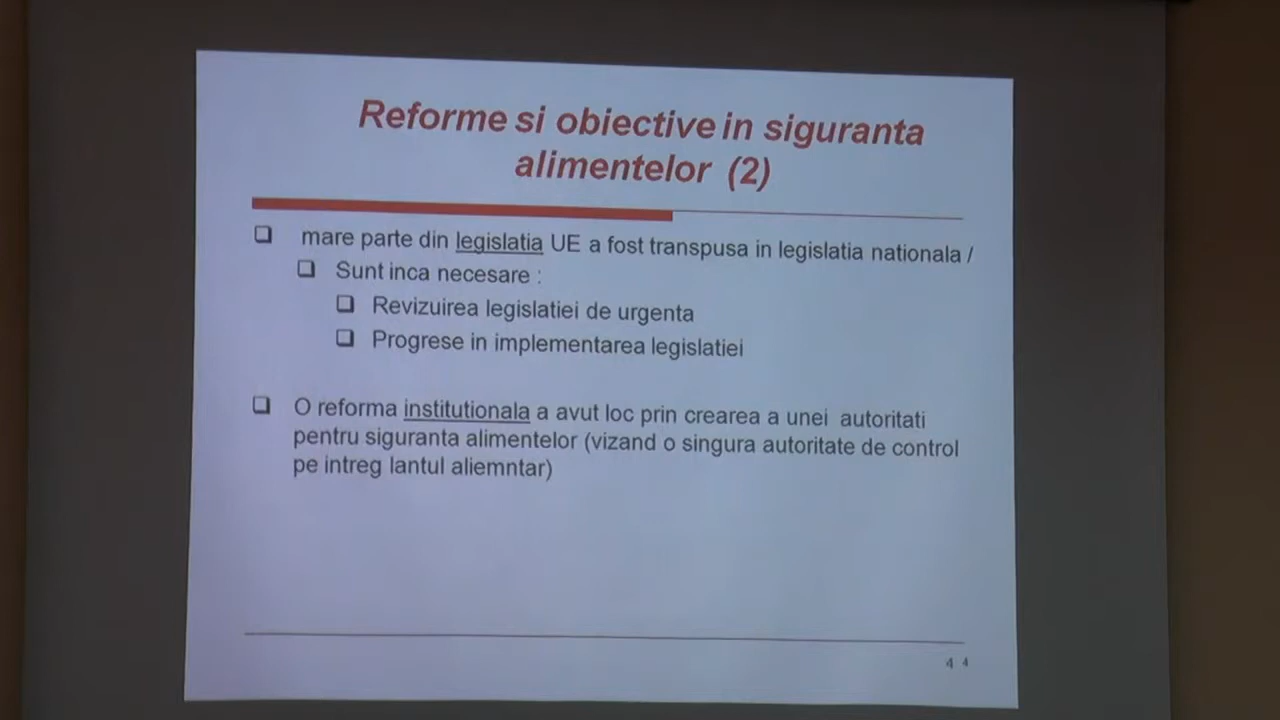 Reforme si obiective in siguranta
alimentelor (2)
❑ mare parte din legislatia UE a fost transpusa in legislatia nationala /
❑ Sunt inca necesare :
❑ Revizuirea legislatiei de urgenta
❑ Progrese in implementarea legislatiei
❑ O reforma institutionala a avut loc prin crearea a unei autoritati
pentru siguranta alimentelor (vizand o singura autoritate de control
pe intreg lantul aliemntar)
4 4